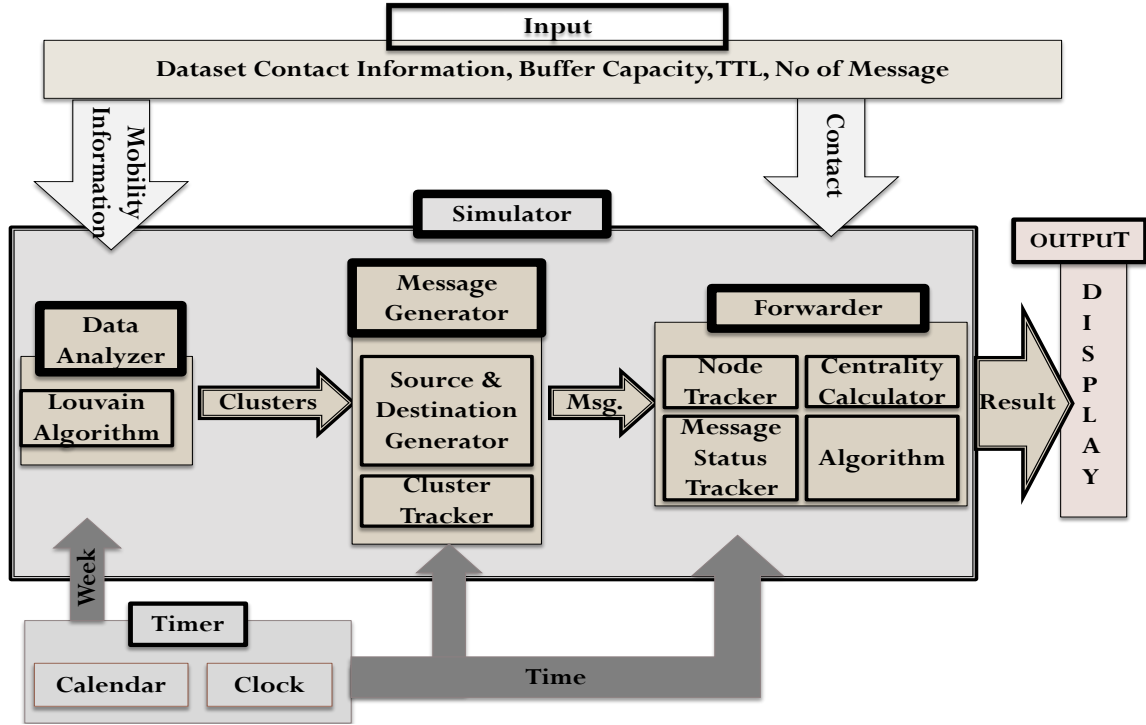 Input
Dataset Contact Information, Buffer Capacity, TTL, No of Message
Mobility
Information
Contact
Simulator
Data
Analyzer
Louvain
Algorithm
Clusters
Message
Generator
Source &
Destination
Generator
Cluster
Tracker
Msg.
Forwarder
Node
Tracker
Centrality
Calculator
Message
Status
Tracker
Algorithm
Result
OUTPUT
D
I
S
P
L
A
Y
Week
Timer
Calendar
Clock
Time